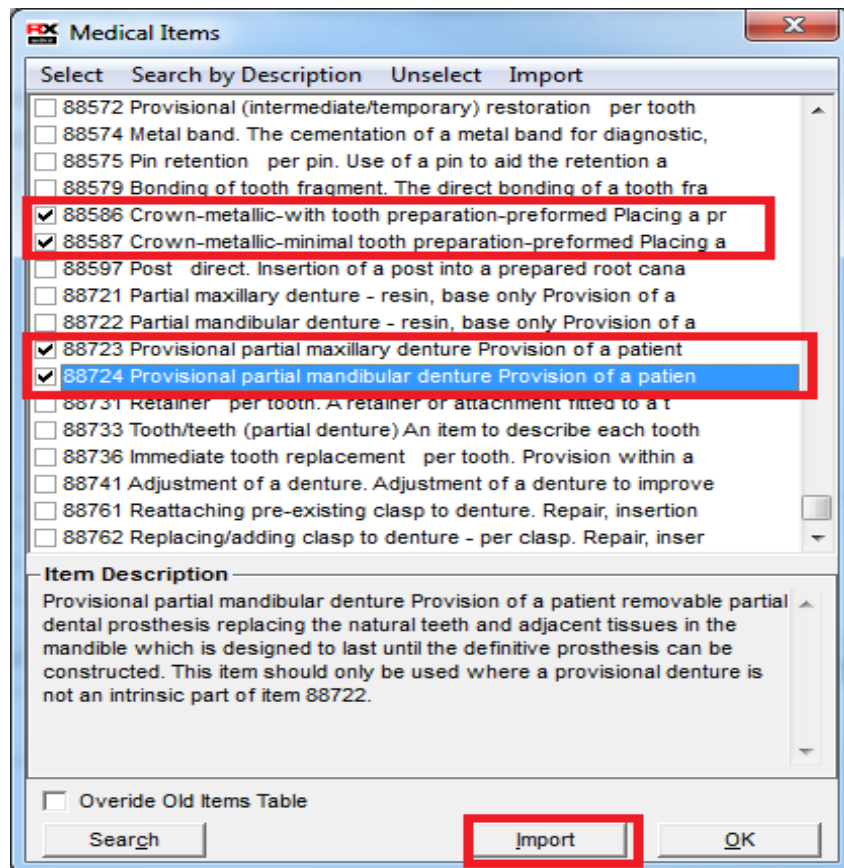 RX Medical Items
Select Search by Description Unselect Import
88572 Provisional (intermediate/temporary) restoration per tooth
88574 Metal band. The cementation of a metal band for diagnostic,
88575 Pin retention per pin. Use of a pin to aid the retention a
88579 Bonding of tooth fragment. The direct bonding of a tooth fra
88586 Crown-metallic-with tooth preparation-preformed Placing a pr
88587 Crown-metallic-minimal tooth preparation-preformed Placing a
88597 Post direct. Insertion of a post into a prepared root cana
88721 Partial maxillary denture - resin, base only Provision of a
88722 Partial mandibular denture - resin, base only Provision of a
88723 Provisional partial maxillary denture Provision of a patient
88724 Provisional partial mandibular denture Provision of a patien
88731 Retainer per tooth. A retainer or attachment fitted to a t
88733 Tooth/teeth (partial denture) An item to describe each tooth
88736 Immediate tooth replacement per tooth. Provision within a
88741 Adjustment of a denture. Adjustment of a denture to improve
88761 Reattaching pre-existing clasp to denture. Repair, insertion
88762 Replacing/adding clasp to denture - per clasp. Repair, inser
Item Description
Provisional partial mandibular denture Provision of a patient removable partial
dental prosthesis replacing the natural teeth and adjacent tissues in the
mandible which is designed to last until the definitive prosthesis can be
constructed. This item should only be used where a provisional denture is
not an intrinsic part of item 88722.
Overide Old Items Table
Search Import OK